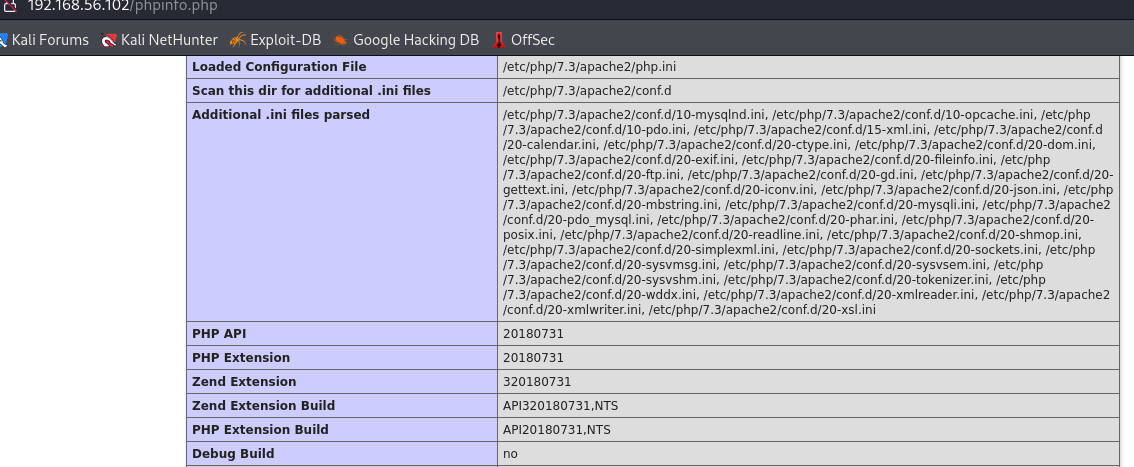 192.168.56.102/phpinfo.php
Kali Forums Kali NetHunter Exploit-DB Google Hacking DB OffSec
Loaded Configuration File /etc/php/7.3/apache2/php.ini
Scan this dir for additional .ini files /etc/php/7.3/apache2/conf.d
Additional .ini files parsed /etc/php/7.3/apache2/conf.d/10-mysqlnd.ini, /etc/php/7.3/apache2/conf.d/10-opcache.ini, /etc/php
/7.3/apache2/conf.d/10-pdo.ini, /etc/php/7.3/apache2/conf.d/15-xml.ini, /etc/php/7.3/apache2/conf.d
/20-calendar.ini, /etc/php/7.3/apache2/conf.d/20-ctype.ini, /etc/php/7.3/apache2/conf.d/20-dom.ini,
/etc/php/7.3/apache2/conf.d/20-exif.ini, /etc/php/7.3/apache2/conf.d/20-fileinfo.ini, /etc/php
/7.3/apache2/conf.d/20-ftp.ini, /etc/php/7.3/apache2/conf.d/20-gd.ini, /etc/php/7.3/apache2/conf.d/20-
gettext.ini, /etc/php/7.3/apache2/conf.d/20-iconv.ini, /etc/php/7.3/apache2/conf.d/20-json.ini, /etc/php
/7.3/apache2/conf.d/20-mbstring.ini, /etc/php/7.3/apache2/conf.d/20-mysqli.ini, /etc/php/7.3/apache2
/conf.d/20-pdo_mysql.ini, /etc/php/7.3/apache2/conf.d/20-phar.ini, /etc/php/7.3/apache2/conf.d/20-
posix.ini, /etc/php/7.3/apache2/conf.d/20-readline.ini, /etc/php/7.3/apache2/conf.d/20-shmop.ini,
/etc/php/7.3/apache2/conf.d/20-simplexml.ini, /etc/php/7.3/apache2/conf.d/20-sockets.ini, /etc/php
/7.3/apache2/conf.d/20-sysvmsg.ini, /etc/php/7.3/apache2/conf.d/20-sysvsem.ini, /etc/php
/7.3/apache2/conf.d/20-sysvshm.ini, /etc/php/7.3/apache2/conf.d/20-tokenizer.ini, /etc/php
/7.3/apache2/conf.d/20-wddx.ini, /etc/php/7.3/apache2/conf.d/20-xmlreader.ini, /etc/php/7.3/apache2
/conf.d/20-xmlwriter.ini, /etc/php/7.3/apache2/conf.d/20-xsl.ini
PHP API 20180731
PHP Extension 20180731
Zend Extension 320180731
Zend Extension Build API320180731,NTS
PHP Extension Build API20180731,NTS
Debug Build no